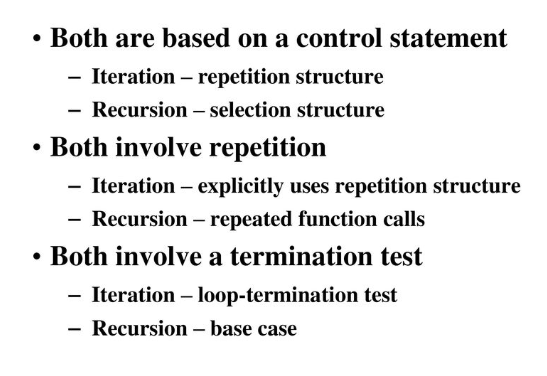 • Both are based on a control statement
– Iteration – repetition structure
– Recursion – selection structure
• Both involve repetition
– Iteration – explicitly uses repetition structure
– Recursion – repeated function calls
• Both involve a termination test
– Iteration – loop-termination test
– Recursion – base case